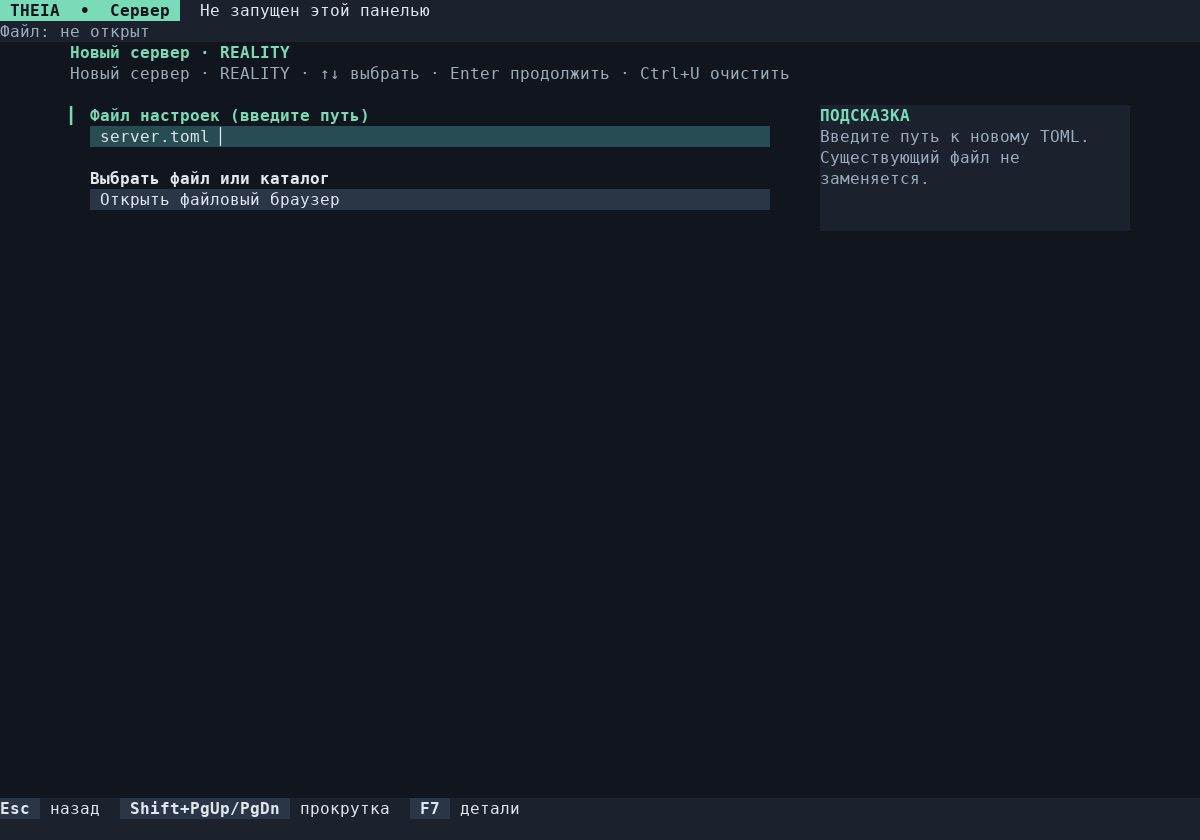 THEIA • Сервер Не запущен этой панелью
Файл: не открыт
Новый сервер · REALITY
Новый сервер · REALITY · ↑↓ выбрать · Enter продолжить · Ctrl+U очистить
Файл настроек (введите путь)
server.toml
Выбрать файл или каталог
Открыть файловый браузер
ПОДСКАЗКА
Введите путь к новому TOML.
Существующий файл не
заменяется.
Esc назад Shift+PgUp/PgDn прокрутка F7 детали